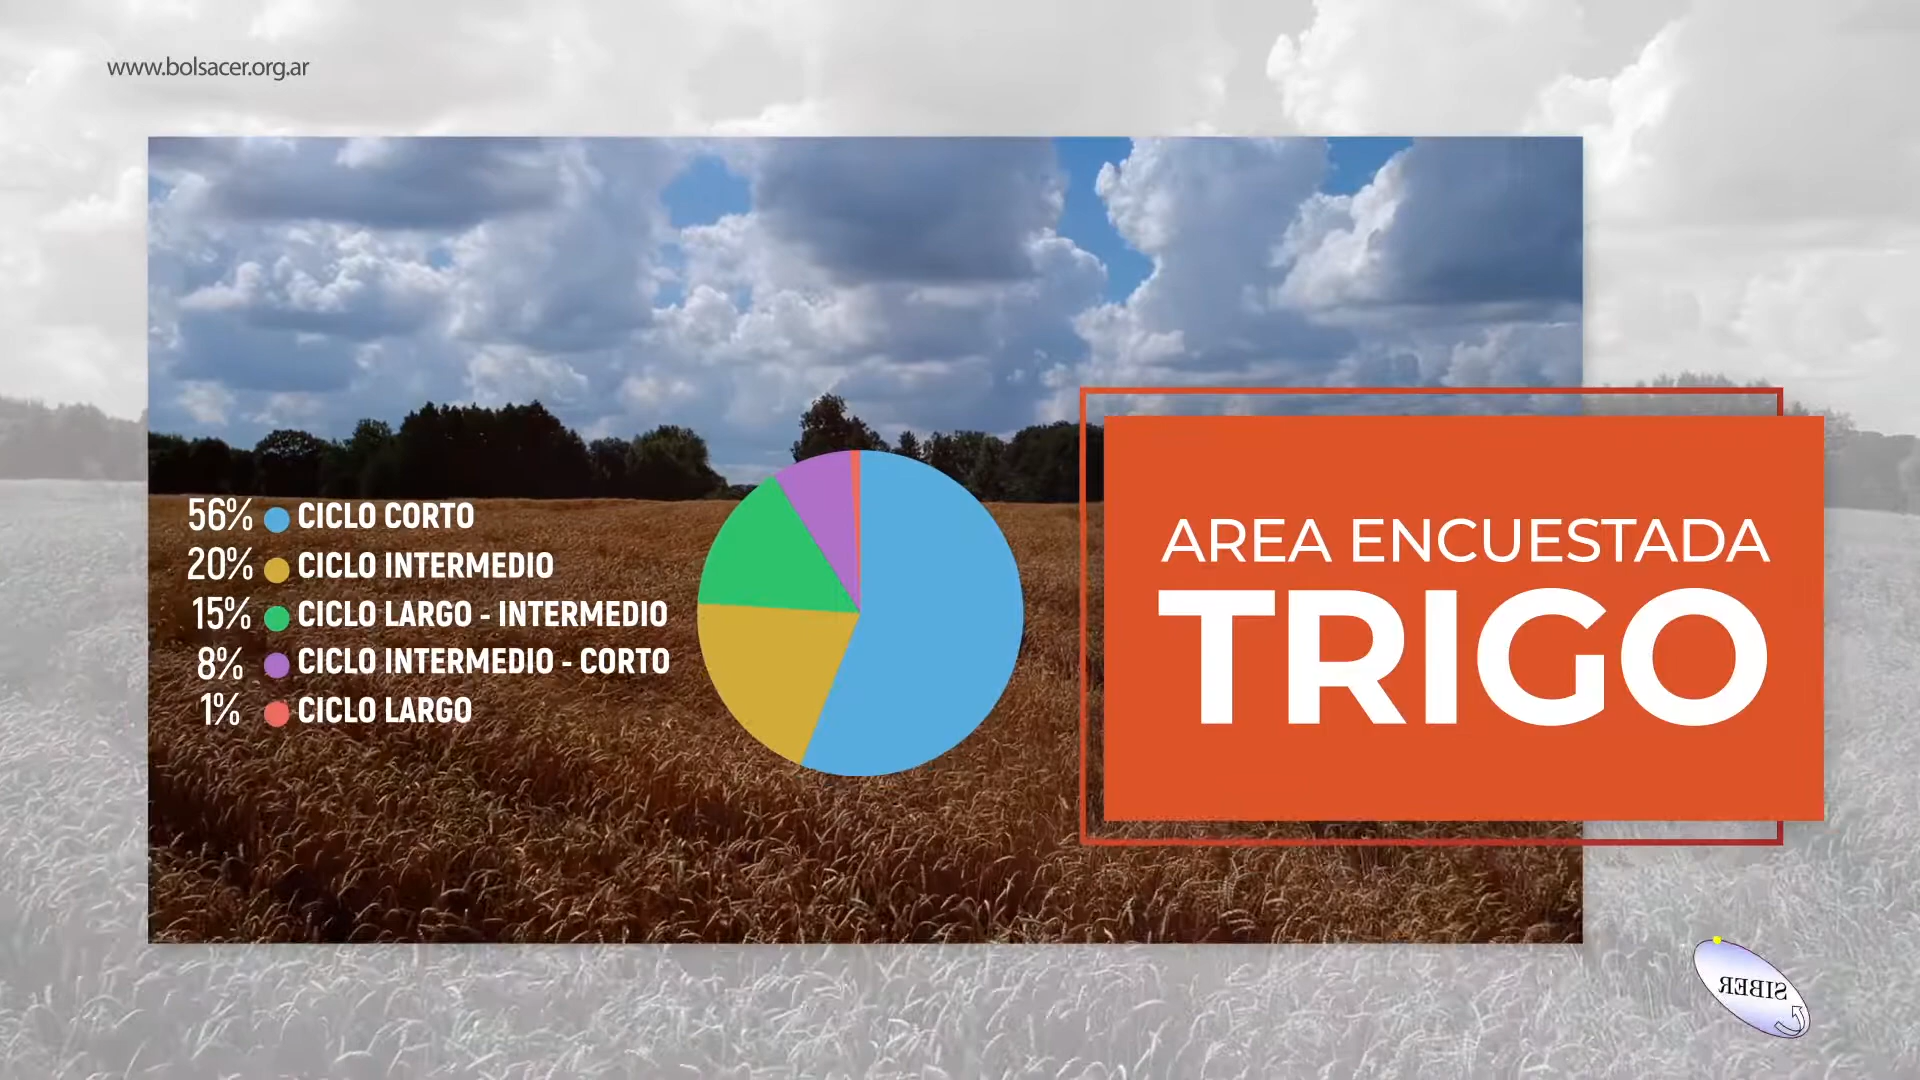 www.bolsacer.org.ar
56% CICLO CORTO
20% CICLO INTERMEDIO
15% CICLO LARGO - INTERMEDIO
8% CICLO INTERMEDIO - CORTO
1% CICLO LARGO
AREA ENCUESTADA
TRIGO
SIBER